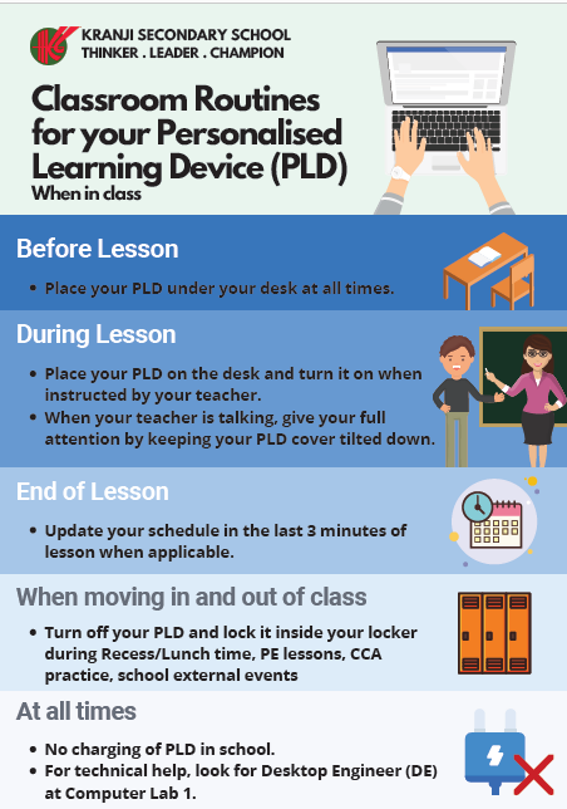 KRANJI SECONDARY SCHOOL
THINKER . LEADER . CHAMPION
Classroom Routines
for your Personalised
Learning Device (PLD)
When in class
Before Lesson
• Place your PLD under your desk at all times.
During Lesson
• Place your PLD on the desk and turn it on when
instructed by your teacher.
• When your teacher is talking, give your full
attention by keeping your PLD cover tilted down.
End of Lesson
• Update your schedule in the last 3 minutes of
lesson when applicable.
When moving in and out of class
• Turn off your PLD and lock it inside your locker
during Recess/Lunch time, PE lessons, CCA
practice, school external events
At all times
• No charging of PLD in school.
• For technical help, look for Desktop Engineer (DE)
at Computer Lab 1.